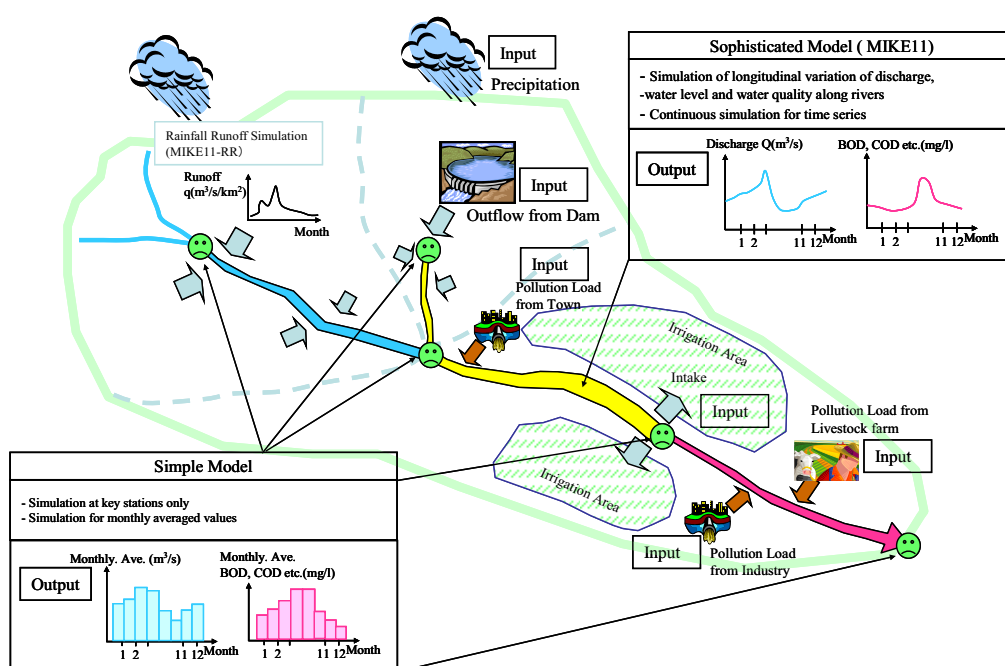 Input
Precipitation
Sophisticated Model ( MIKE11)
- Simulation of longitudinal variation of discharge,
-water level and water quality along rivers
- Continuous simulation for time series
Output
Discharge Q(m³/s)
1 2 11 12 Month
BOD, COD etc.(mg/l)
1 2 11 12 Month
Rainfall Runoff Simulation
(MIKE11-RR)
Runoff
q(m³/s/km²)
Month
Input
Outflow from Dam
Input
Pollution Load
from Town
Irrigation Area
Intake
Input
Pollution Load from
Livestock farm
Input
Irrigation Area
Input
Pollution Load
from Industry
Simple Model
- Simulation at key stations only
- Simulation for monthly averaged values
Output
Monthly. Ave. (m³/s)
1 2 11 12 Month
Monthly. Ave.
BOD, COD etc.(mg/l)
1 2 11 12 Month